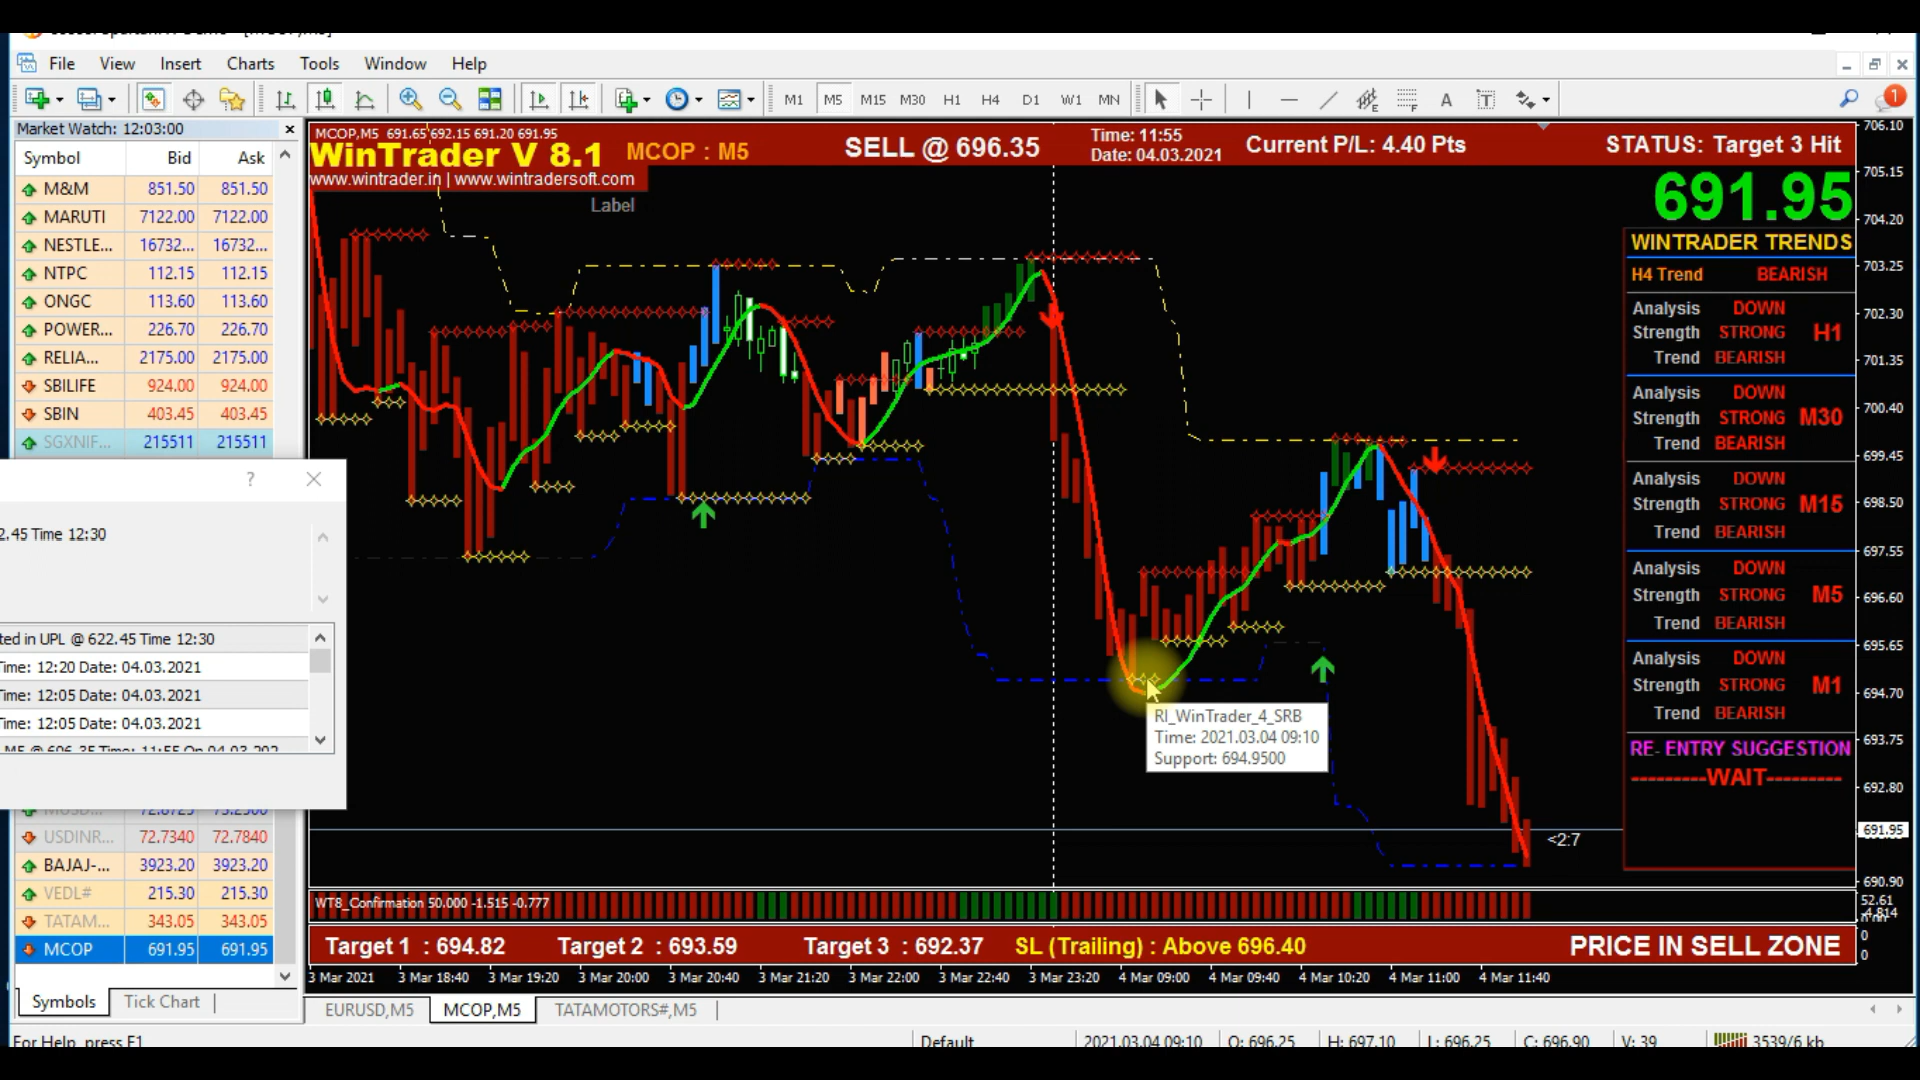 File View Insert Charts Tools Window Help
M1 M5 M15 M30 H1 H4 D1 W1 MN
A T 1
Market Watch: 12:03:00
Symbol Bid Ask
M&M 851.50 851.50
MARUTI 7122.00 7122.00
NESTLE... 16732... 16732...
NTPC 112.15 112.15
ONGC 113.60 113.60
POWER... 226.70 226.70
RELIA... 2175.00 2175.00
SBILIFE 924.00 924.00
SBIN 403.45 403.45
SGXNIF... 215511 215511
2.45 Time 12:30
ted in UPL @ 622.45 Time 12:30
Time: 12:20 Date: 04.03.2021
Time: 12:05 Date: 04.03.2021
Time: 12:05 Date: 04.03.2021
M5 @ 696.35 Time: 11:55 On 04.03.202
USDINR... 72.7340 72.7840
BAJAJ-... 3923.20 3923.20
VEDL# 215.30 215.30
TATAM... 343.05 343.05
MCOP 691.95 691.95
Symbols Tick Chart
MCOP,M5 691.65 692.15 691.20 691.95
WinTrader V 8.1 MCOP : M5
www.wintrader.in | www.wintradersoft.com
Label
SELL @ 696.35
Time: 11:55
Date: 04.03.2021
Current P/L: 4.40 Pts
STATUS: Target 3 Hit
691.95
WINTRADER TRENDS
H4 Trend BEARISH
Analysis DOWN
Strength STRONG H1
Trend BEARISH
Analysis DOWN
Strength STRONG M30
Trend BEARISH
Analysis DOWN
Strength STRONG M15
Trend BEARISH
Analysis DOWN
Strength STRONG M5
Trend BEARISH
Analysis DOWN
Strength STRONG M1
Trend BEARISH
RE- ENTRY SUGGESTION
---------WAIT---------
RI_WinTrader_4_SRB
Time: 2021.03.04 09:10
Support: 694.9500
<2:7
706.10
705.15
704.20
703.25
702.30
701.35
700.40
699.45
698.50
697.55
696.60
695.65
694.70
693.75
692.80
691.95
690.90
52.61
0
0
WT8_Confirmation 50.000 -1.515 -0.777
Target 1 : 694.82 Target 2 : 693.59 Target 3 : 692.37 SL (Trailing) : Above 696.40 PRICE IN SELL ZONE
3 Mar 2021 3 Mar 18:40 3 Mar 19:20 3 Mar 20:00 3 Mar 20:40 3 Mar 21:20 3 Mar 22:00 3 Mar 22:40 3 Mar 23:20 4 Mar 09:00 4 Mar 09:40 4 Mar 10:20 4 Mar 11:00 4 Mar 11:40
EURUSD,M5 MCOP,M5 TATAMOTORS#,M5
For Help, press F1 Default 2021.03.04 09:10 O: 696.25 H: 697.10 L: 696.25 C: 696.90 V: 39 3539/6 kb